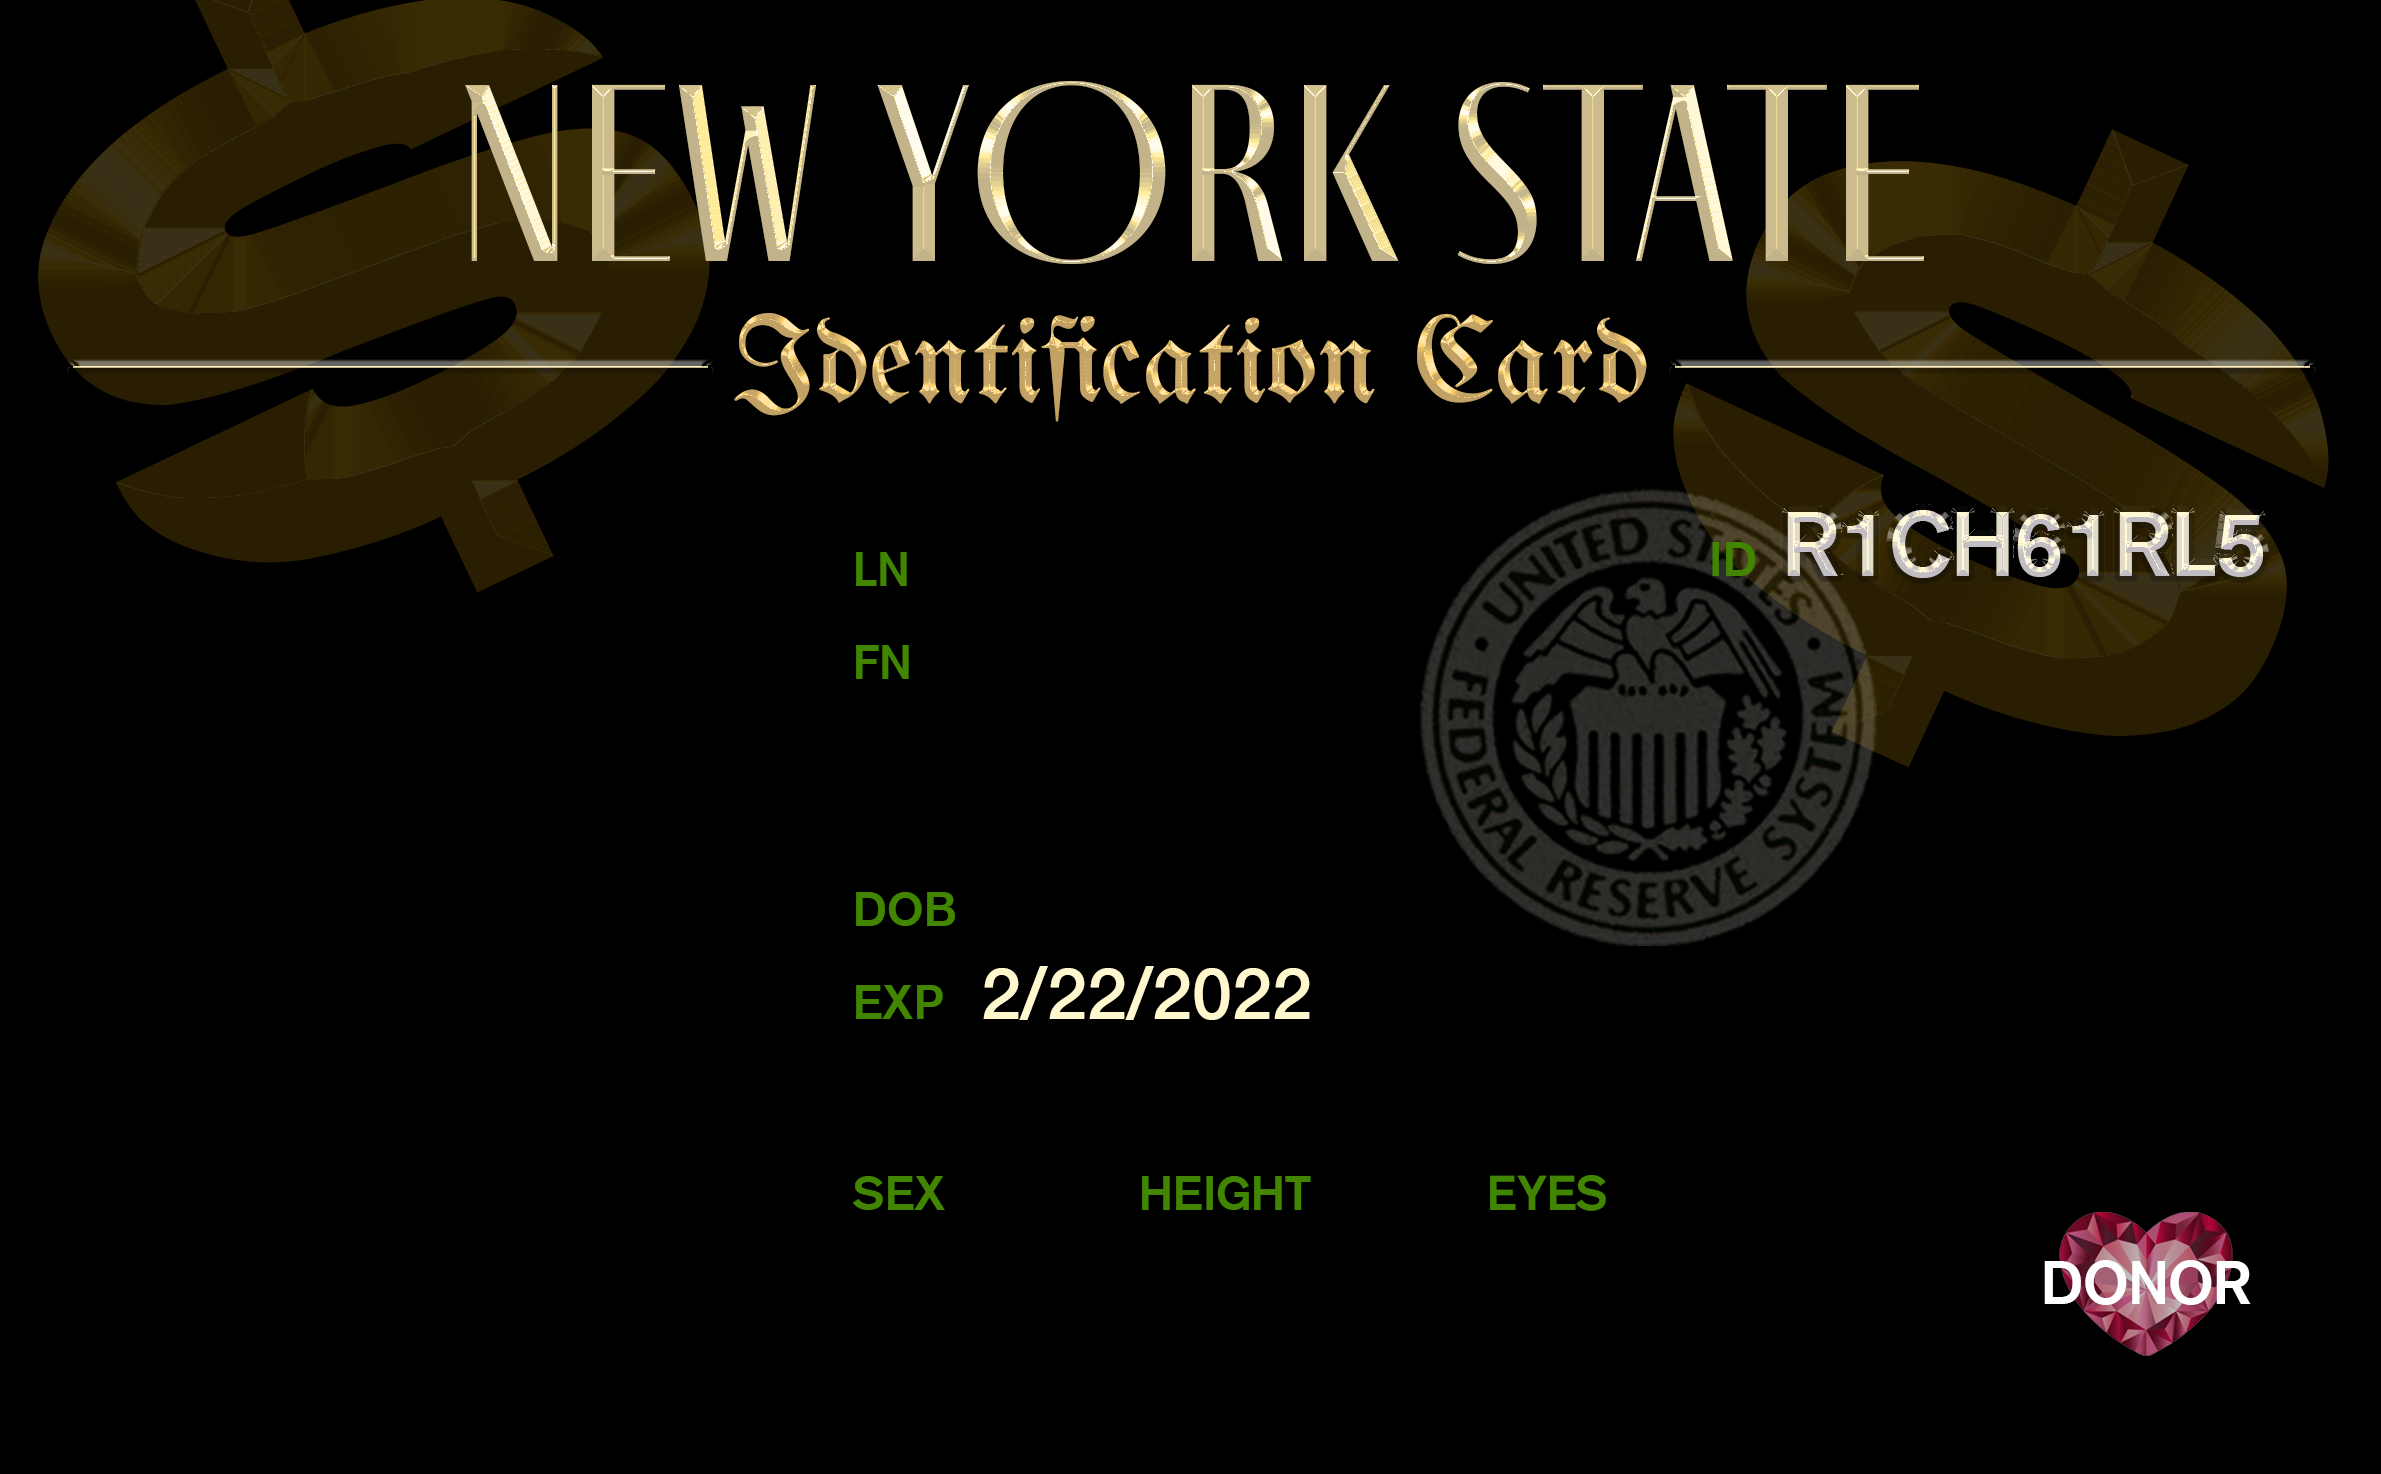 NEW YORK STATE
Identification Card
ID R1CH61RL5
LN
FN
UNITED STATES
FEDERAL RESERVE SYSTEM
DOB
EXP 2/22/2022
SEX HEIGHT EYES
DONOR